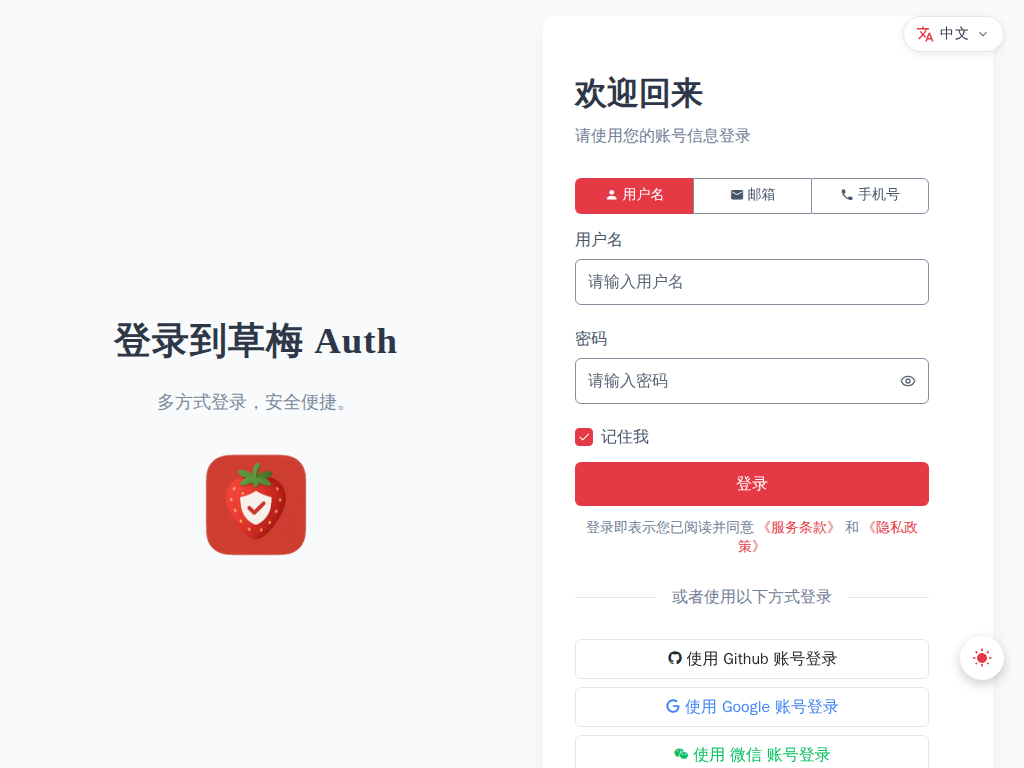 登录到草梅 Auth
多方式登录，安全便捷。
中文
欢迎回来
请使用您的账号信息登录
用户名 邮箱 手机号
用户名
请输入用户名
密码
请输入密码
记住我
登录
登录即表示您已阅读并同意 《服务条款》 和 《隐私政
策》
或者使用以下方式登录
使用 Github 账号登录
使用 Google 账号登录
使用 微信 账号登录